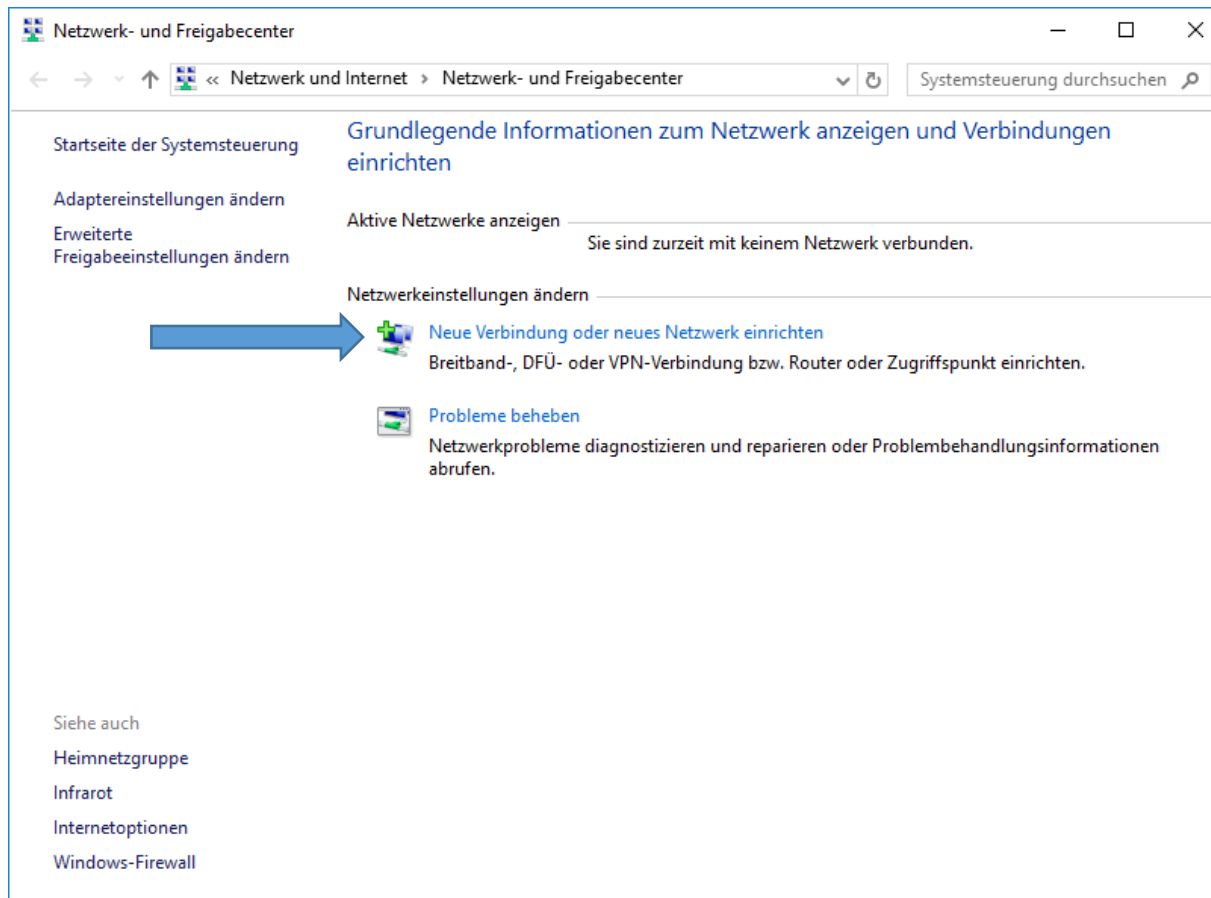 Netzwerk- und Freigabecenter
« Netzwerk und Internet › Netzwerk- und Freigabecenter
Systemsteuerung durchsuchen
Startseite der Systemsteuerung
Adaptereinstellungen ändern
Erweiterte
Freigabeeinstellungen ändern
Grundlegende Informationen zum Netzwerk anzeigen und Verbindungen
einrichten
Aktive Netzwerke anzeigen
Sie sind zurzeit mit keinem Netzwerk verbunden.
Netzwerkeinstellungen ändern
Neue Verbindung oder neues Netzwerk einrichten
Breitband-, DFÜ- oder VPN-Verbindung bzw. Router oder Zugriffspunkt einrichten.
Probleme beheben
Netzwerkprobleme diagnostizieren und reparieren oder Problembehandlungsinformationen
abrufen.
Siehe auch
Heimnetzgruppe
Infrarot
Internetoptionen
Windows-Firewall